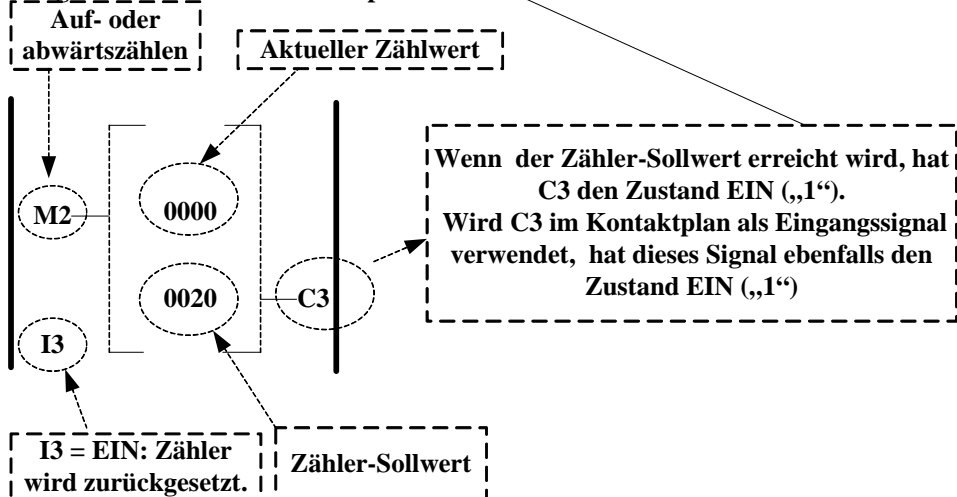 Auf- oder
abwärtszählen
Aktueller Zählwert
M2
0000
0020
C3
I3
Wenn der Zähler-Sollwert erreicht wird, hat
C3 den Zustand EIN („1“).
Wird C3 im Kontaktplan als Eingangssignal
verwendet, hat dieses Signal ebenfalls den
Zustand EIN („1“)
I3 = EIN: Zähler
wird zurückgesetzt.
Zähler-Sollwert